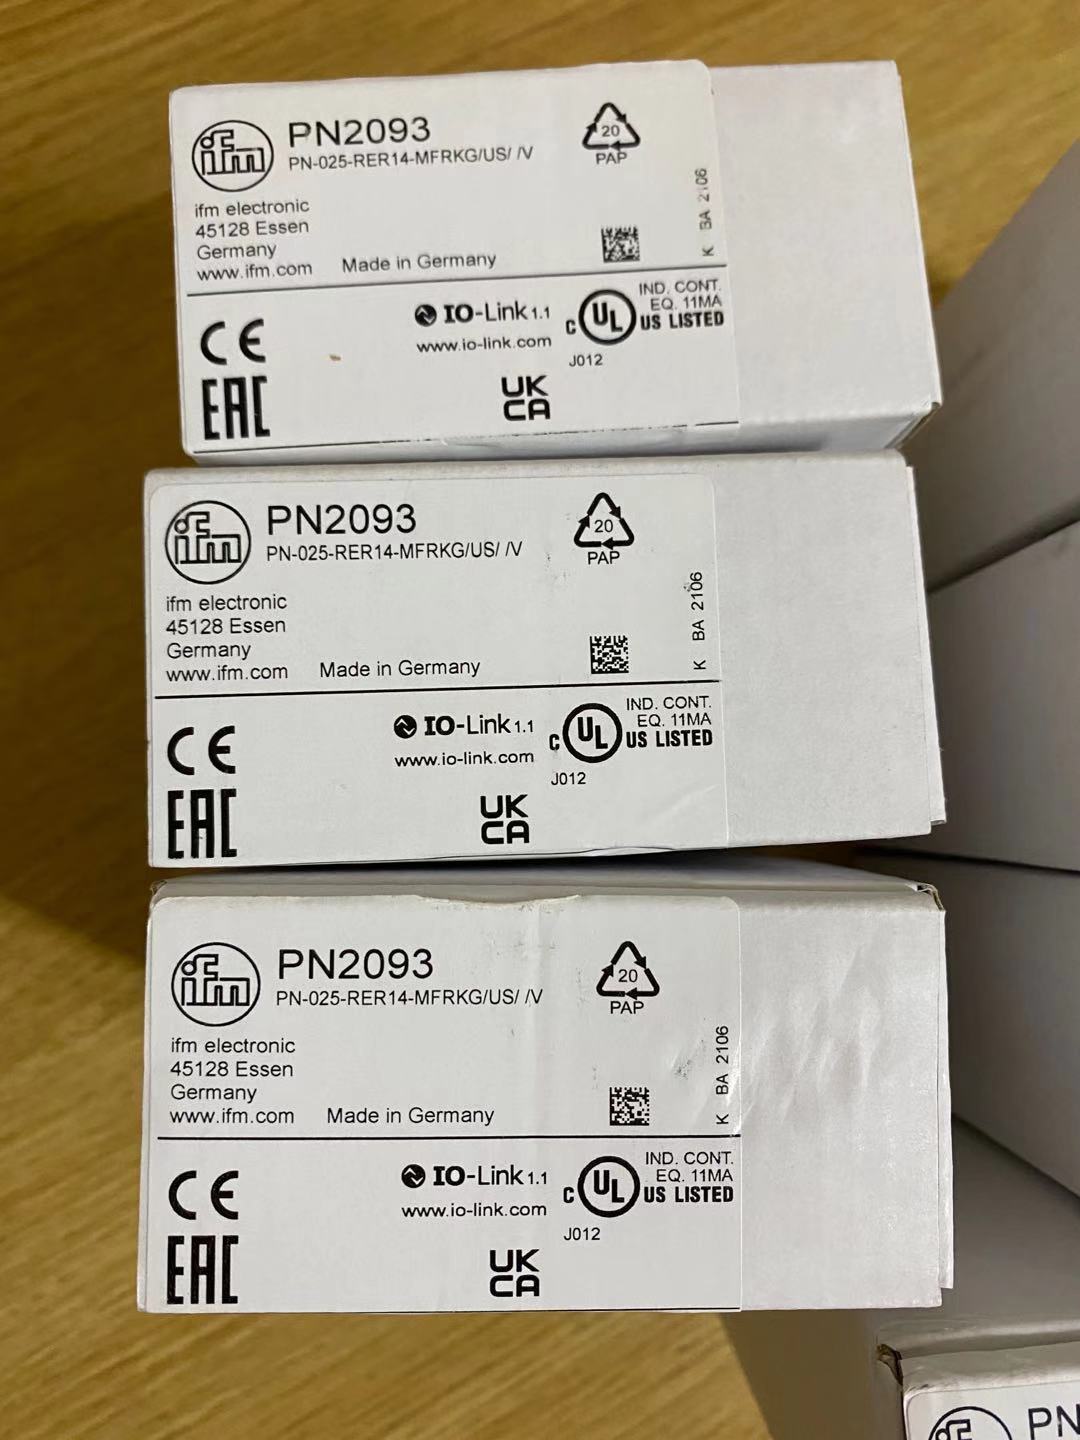 ifm
PN2093
PN-025-RER14-MFRKG/US/ /V
20
PAP
ifm electronic
45128 Essen
Germany
www.ifm.com
Made in Germany
K BA 2106
CE
EAC
IO-Link 1.1
www.io-link.com
C UL US LISTED
IND. CONT.
EQ. 11MA
J012
UK
CA
ifm
PN2093
PN-025-RER14-MFRKG/US/ /V
20
PAP
ifm electronic
45128 Essen
Germany
www.ifm.com
Made in Germany
K BA 2106
CE
EAC
IO-Link 1.1
www.io-link.com
C UL US LISTED
IND. CONT.
EQ. 11MA
J012
UK
CA
ifm
PN2093
PN-025-RER14-MFRKG/US/ /V
20
PAP
ifm electronic
45128 Essen
Germany
www.ifm.com
Made in Germany
K BA 2106
CE
EAC
IO-Link 1.1
www.io-link.com
C UL US LISTED
IND. CONT.
EQ. 11MA
J012
UK
CA
PN